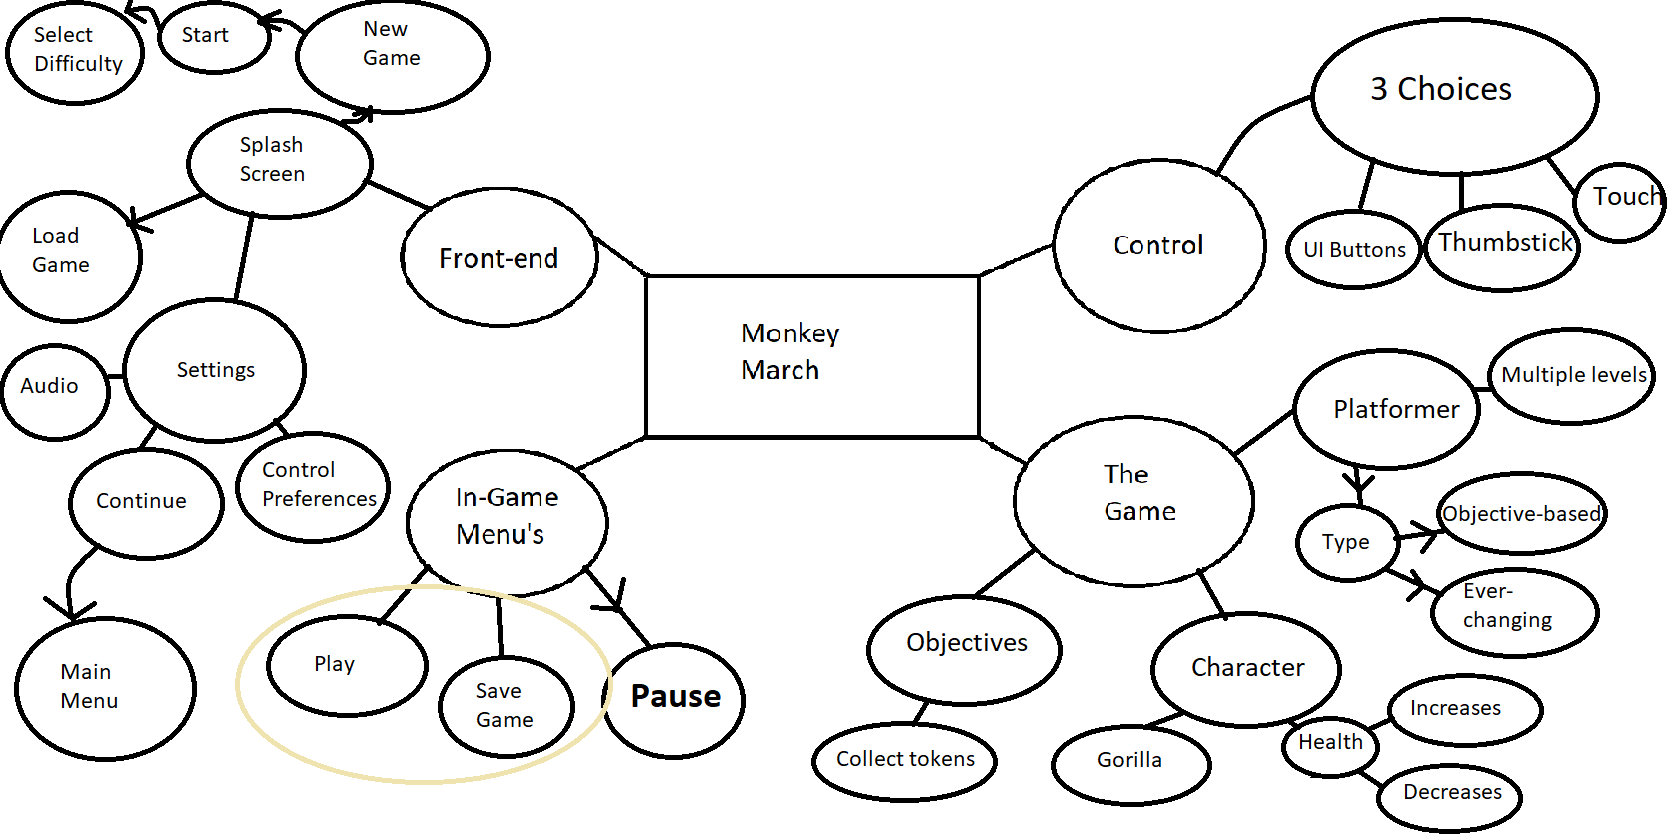 Select
Difficulty
Start
New
Game
Splash
Screen
Load
Game
Front-end
Settings
Audio
Continue
Control
Preferences
Main
Menu
In-Game
Menu's
Play
Save
Game
Pause
Monkey
March
Control
3 Choices
UI Buttons
Thumbstick
Touch
The
Game
Platformer
Multiple levels
Type
Objective-based
Ever-
changing
Objectives
Collect tokens
Character
Gorilla
Health
Increases
Decreases